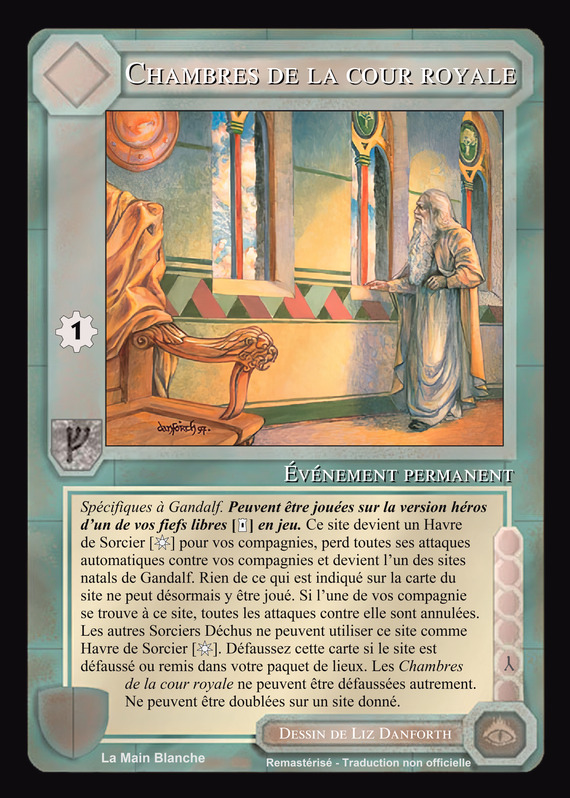 Chambres de la cour royale
danforth 97.
1
Événement permanent
Spécifiques à Gandalf. Peuvent être jouées sur la version héros
d'un de vos fiefs libres [ ] en jeu. Ce site devient un Havre
de Sorcier [ ] pour vos compagnies, perd toutes ses attaques
automatiques contre vos compagnies et devient l'un des sites
natals de Gandalf. Rien de ce qui est indiqué sur la carte du
site ne peut désormais y être joué. Si l'une de vos compagnie
se trouve à ce site, toutes les attaques contre elle sont annulées.
Les autres Sorciers Déchus ne peuvent utiliser ce site comme
Havre de Sorcier [ ]. Défaussez cette carte si le site est
défaussé ou remis dans votre paquet de lieux. Les Chambres
de la cour royale ne peuvent être défaussées autrement.
Ne peuvent être doublées sur un site donné.
Dessin de Liz Danforth
La Main Blanche
Remastérisé - Traduction non officielle